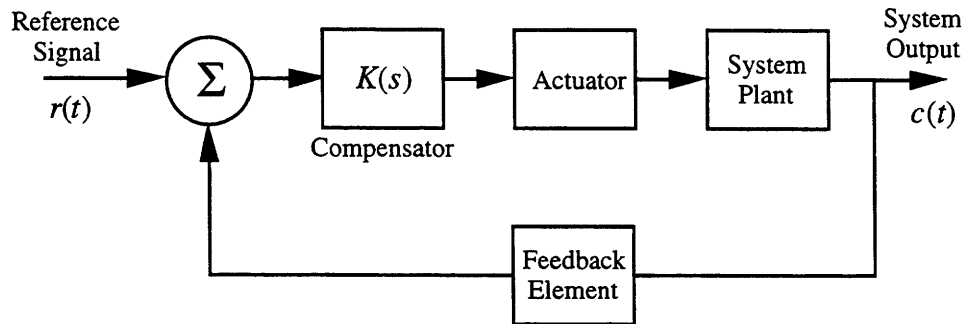 Reference
Signal
r(t)
Σ
K(s)
Compensator
Actuator
System
Plant
System
Output
c(t)
Feedback
Element